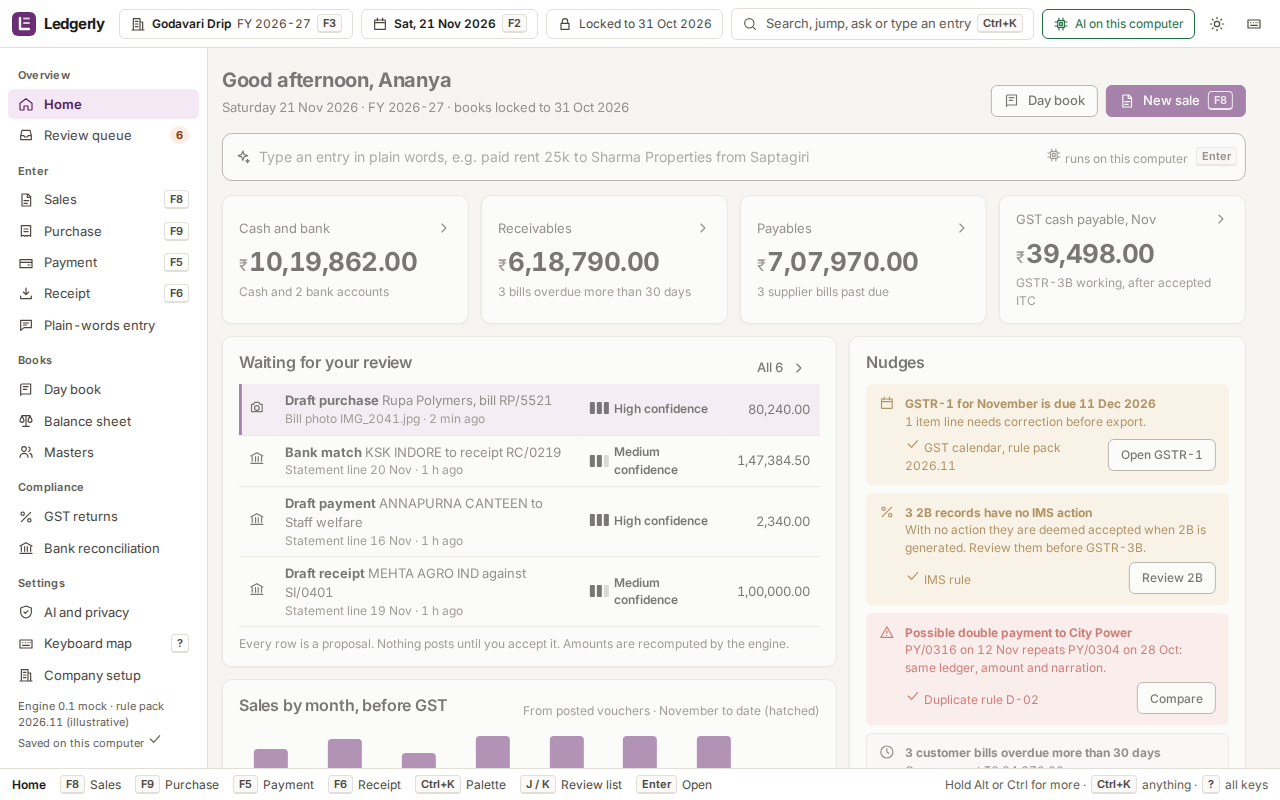 Ledgerly
Godavari Drip FY 2026-27 F3
Sat, 21 Nov 2026 F2
Locked to 31 Oct 2026
Search, jump, ask or type an entry Ctrl+K
AI on this computer
Overview
Home
Review queue 6
Enter
Sales F8
Purchase F9
Payment F5
Receipt F6
Plain-words entry
Books
Day book
Balance sheet
Masters
Compliance
GST returns
Bank reconciliation
Settings
AI and privacy
Keyboard map ?
Company setup
Engine 0.1 mock · rule pack
2026.11 (illustrative)
Saved on this computer
Good afternoon, Ananya
Saturday 21 Nov 2026 · FY 2026-27 · books locked to 31 Oct 2026
Day book
New sale F8
Type an entry in plain words, e.g. paid rent 25k to Sharma Properties from Saptagiri
runs on this computer Enter
Cash and bank
₹10,19,862.00
Cash and 2 bank accounts
Receivables
₹6,18,790.00
3 bills overdue more than 30 days
Payables
₹7,07,970.00
3 supplier bills past due
GST cash payable, Nov
₹39,498.00
GSTR-3B working, after accepted
ITC
Waiting for your review
All 6
Draft purchase Rupa Polymers, bill RP/5521
Bill photo IMG_2041.jpg · 2 min ago
High confidence
80,240.00
Bank match KSK INDORE to receipt RC/0219
Statement line 20 Nov · 1 h ago
Medium
confidence
1,47,384.50
Draft payment ANNAPURNA CANTEEN to
Staff welfare
Statement line 16 Nov · 1 h ago
High confidence
2,340.00
Draft receipt MEHTA AGRO IND against
SI/0401
Statement line 19 Nov · 1 h ago
Medium
confidence
1,00,000.00
Every row is a proposal. Nothing posts until you accept it. Amounts are recomputed by the engine.
Sales by month, before GST
From posted vouchers · November to date (hatched)
Nudges
GSTR-1 for November is due 11 Dec 2026
1 item line needs correction before export.
GST calendar, rule pack
2026.11
Open GSTR-1
3 2B records have no IMS action
With no action they are deemed accepted when 2B is
generated. Review them before GSTR-3B.
IMS rule
Review 2B
Possible double payment to City Power
PY/0316 on 12 Nov repeats PY/0304 on 28 Oct:
same ledger, amount and narration.
Duplicate rule D-02
Compare
3 customer bills overdue more than 30 days
Home F8 Sales F9 Purchase F5 Payment F6 Receipt Ctrl+K Palette J / K Review list Enter Open
Hold Alt or Ctrl for more · Ctrl+K anything · ? all keys